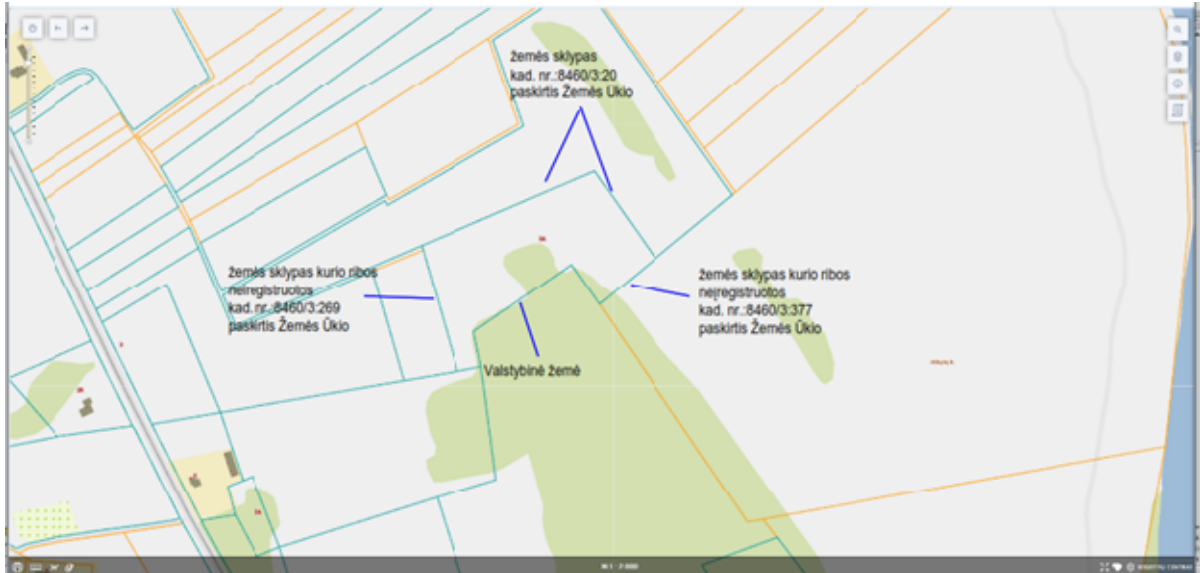 žemės sklypas
kad. nr.:8460/3:20
paskirtis Žemės Ūkio
žemės sklypas kurio ribos
neįregistruotos
kad. nr.:8460/3:269
paskirtis Žemės Ūkio
žemės sklypas kurio ribos
neįregistruotos
kad. nr.:8460/3:377
paskirtis Žemės Ūkio
Valstybinė žemė